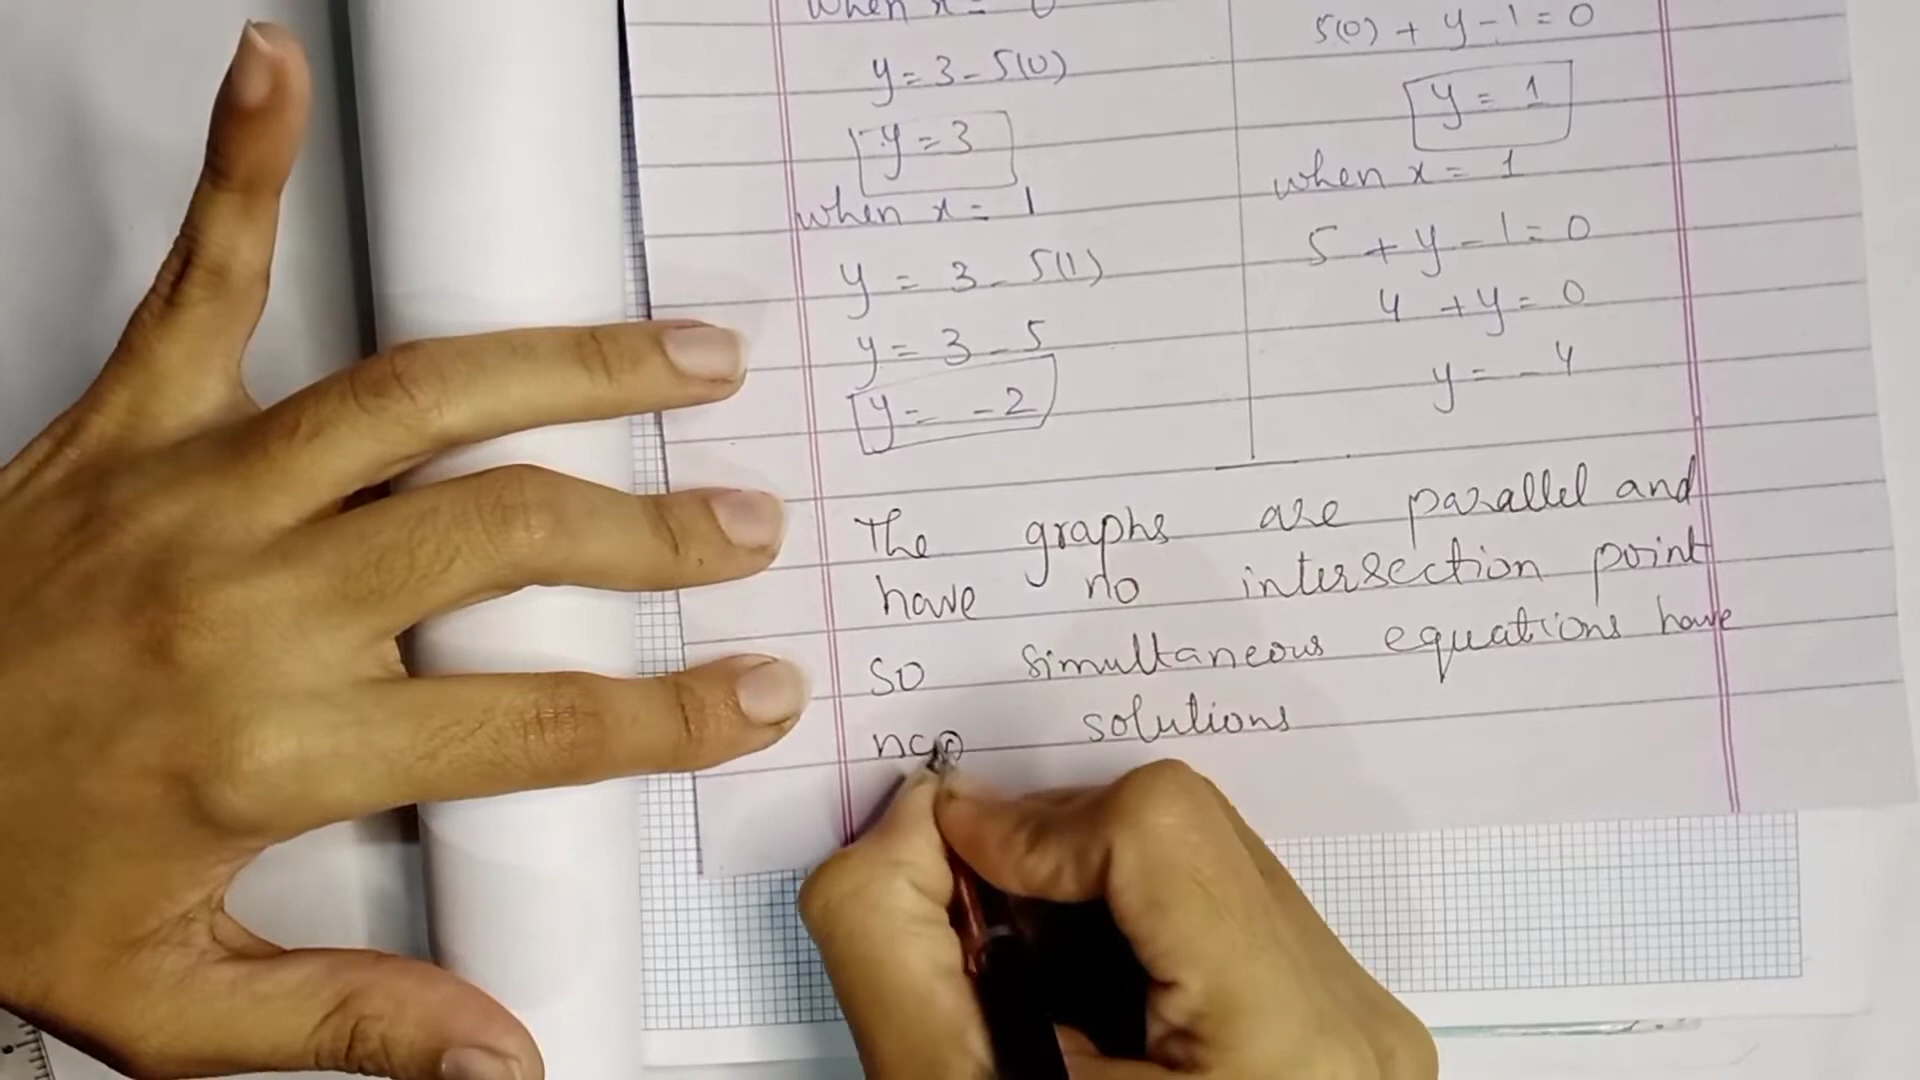 when x = 0
y = 3 - 5(0)
y = 3
when x = 1
y = 3 - 5(1)
y = 3 - 5
y = - 2
5(0) + y - 1 = 0
y = 1
when x = 1
5 + y - 1 = 0
4 + y = 0
y = - 4
The graphs are parallel and
have no intersection point
so simultaneous equations have
solutions